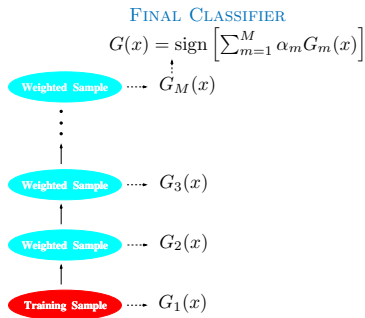 FINAL CLASSIFIER
G(x) = sign [∑_{m=1}^{M} α_m G_m(x)]
Weighted Sample G_M(x)
Weighted Sample G_3(x)
Weighted Sample G_2(x)
Training Sample G_1(x)